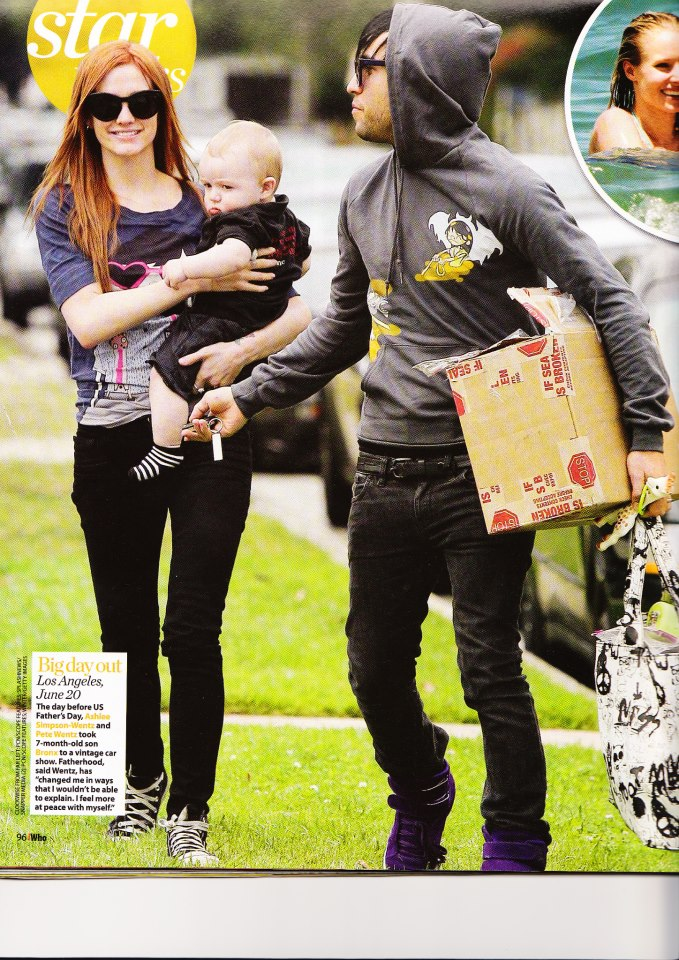 star
Big day out
Los Angeles,
June 20
The day before US
Father's Day, Ashlee
Simpson-Wentz and
Pete Wentz took
7-month-old son
Bronx to a vintage car
show. Fatherhood,
said Wentz, has
"changed me in ways
that I wouldn't be able
to explain. I feel more
at peace with myself."
96/Who
IF SEAL
IS BROKEN
STOP
STOP
IS BROKEN